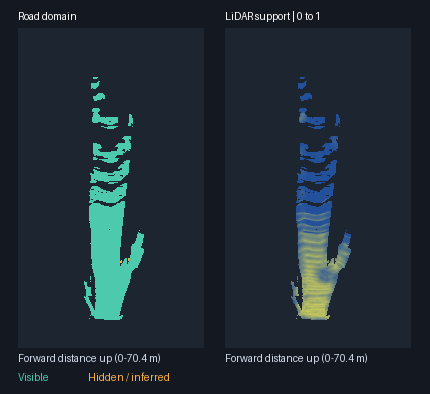 Road domain
LiDAR support | 0 to 1
Forward distance up (0-70.4 m)
Forward distance up (0-70.4 m)
Visible
Hidden / inferred